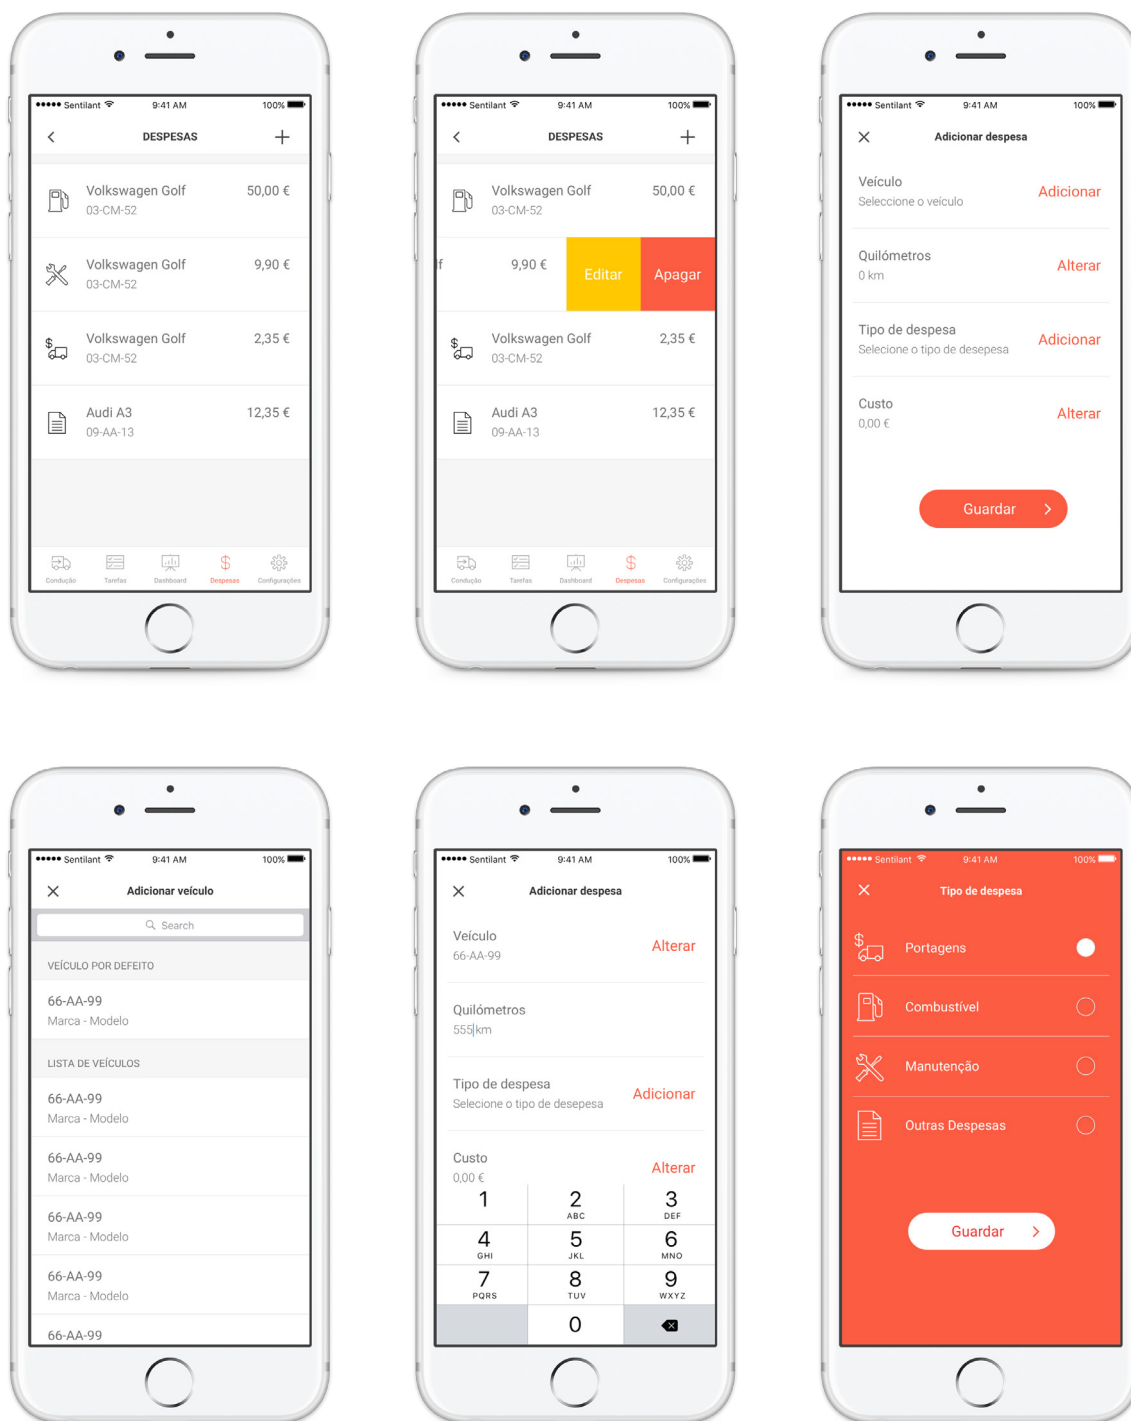 Sentilant 9:41 AM 100%
DESPESAS
Volkswagen Golf 50,00 €
03-CM-52
Volkswagen Golf 9,90 €
03-CM-52
Volkswagen Golf 2,35 €
03-CM-52
Audi A3 12,35 €
09-AA-13
Condução Tarefas Dashboard Despesas Configurações
Sentilant 9:41 AM 100%
DESPESAS
Volkswagen Golf 50,00 €
03-CM-52
lf 9,90 € Editar Apagar
Volkswagen Golf 2,35 €
03-CM-52
Audi A3 12,35 €
09-AA-13
Condução Tarefas Dashboard Despesas Configurações
Sentilant 9:41 AM 100%
Adicionar despesa
Veículo
Seleccione o veículo
Adicionar
Quilómetros
0 km
Alterar
Tipo de despesa
Selecione o tipo de desepesa
Adicionar
Custo
0,00 €
Alterar
Guardar
Sentilant 9:41 AM 100%
Adicionar veículo
Search
VEÍCULO POR DEFEITO
66-AA-99
Marca - Modelo
LISTA DE VEÍCULOS
66-AA-99
Marca - Modelo
66-AA-99
Marca - Modelo
66-AA-99
Marca - Modelo
66-AA-99
Marca - Modelo
66-AA-99
Sentilant 9:41 AM 100%
Adicionar despesa
Veículo
66-AA-99
Alterar
Quilómetros
555 km
Tipo de despesa
Selecione o tipo de desepesa
Adicionar
Custo
0,00 €
Alterar
1 2 3
ABC DEF
4 5 6
GHI JKL MNO
7 8 9
PQRS TUV WXYZ
0
Sentilant 9:41 AM 100%
Tipo de despesa
Portagens
Combustível
Manutenção
Outras Despesas
Guardar